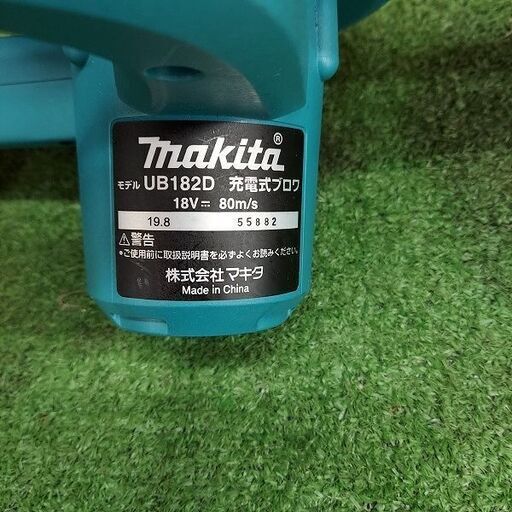 makita®
モデル UB182D 充電式ブロワ
18V⎓ 80m/s
19.8 55882
⚠警告
●ご使用前に取扱説明書を必ずよくお読みください。
株式会社 マキタ
Made in China